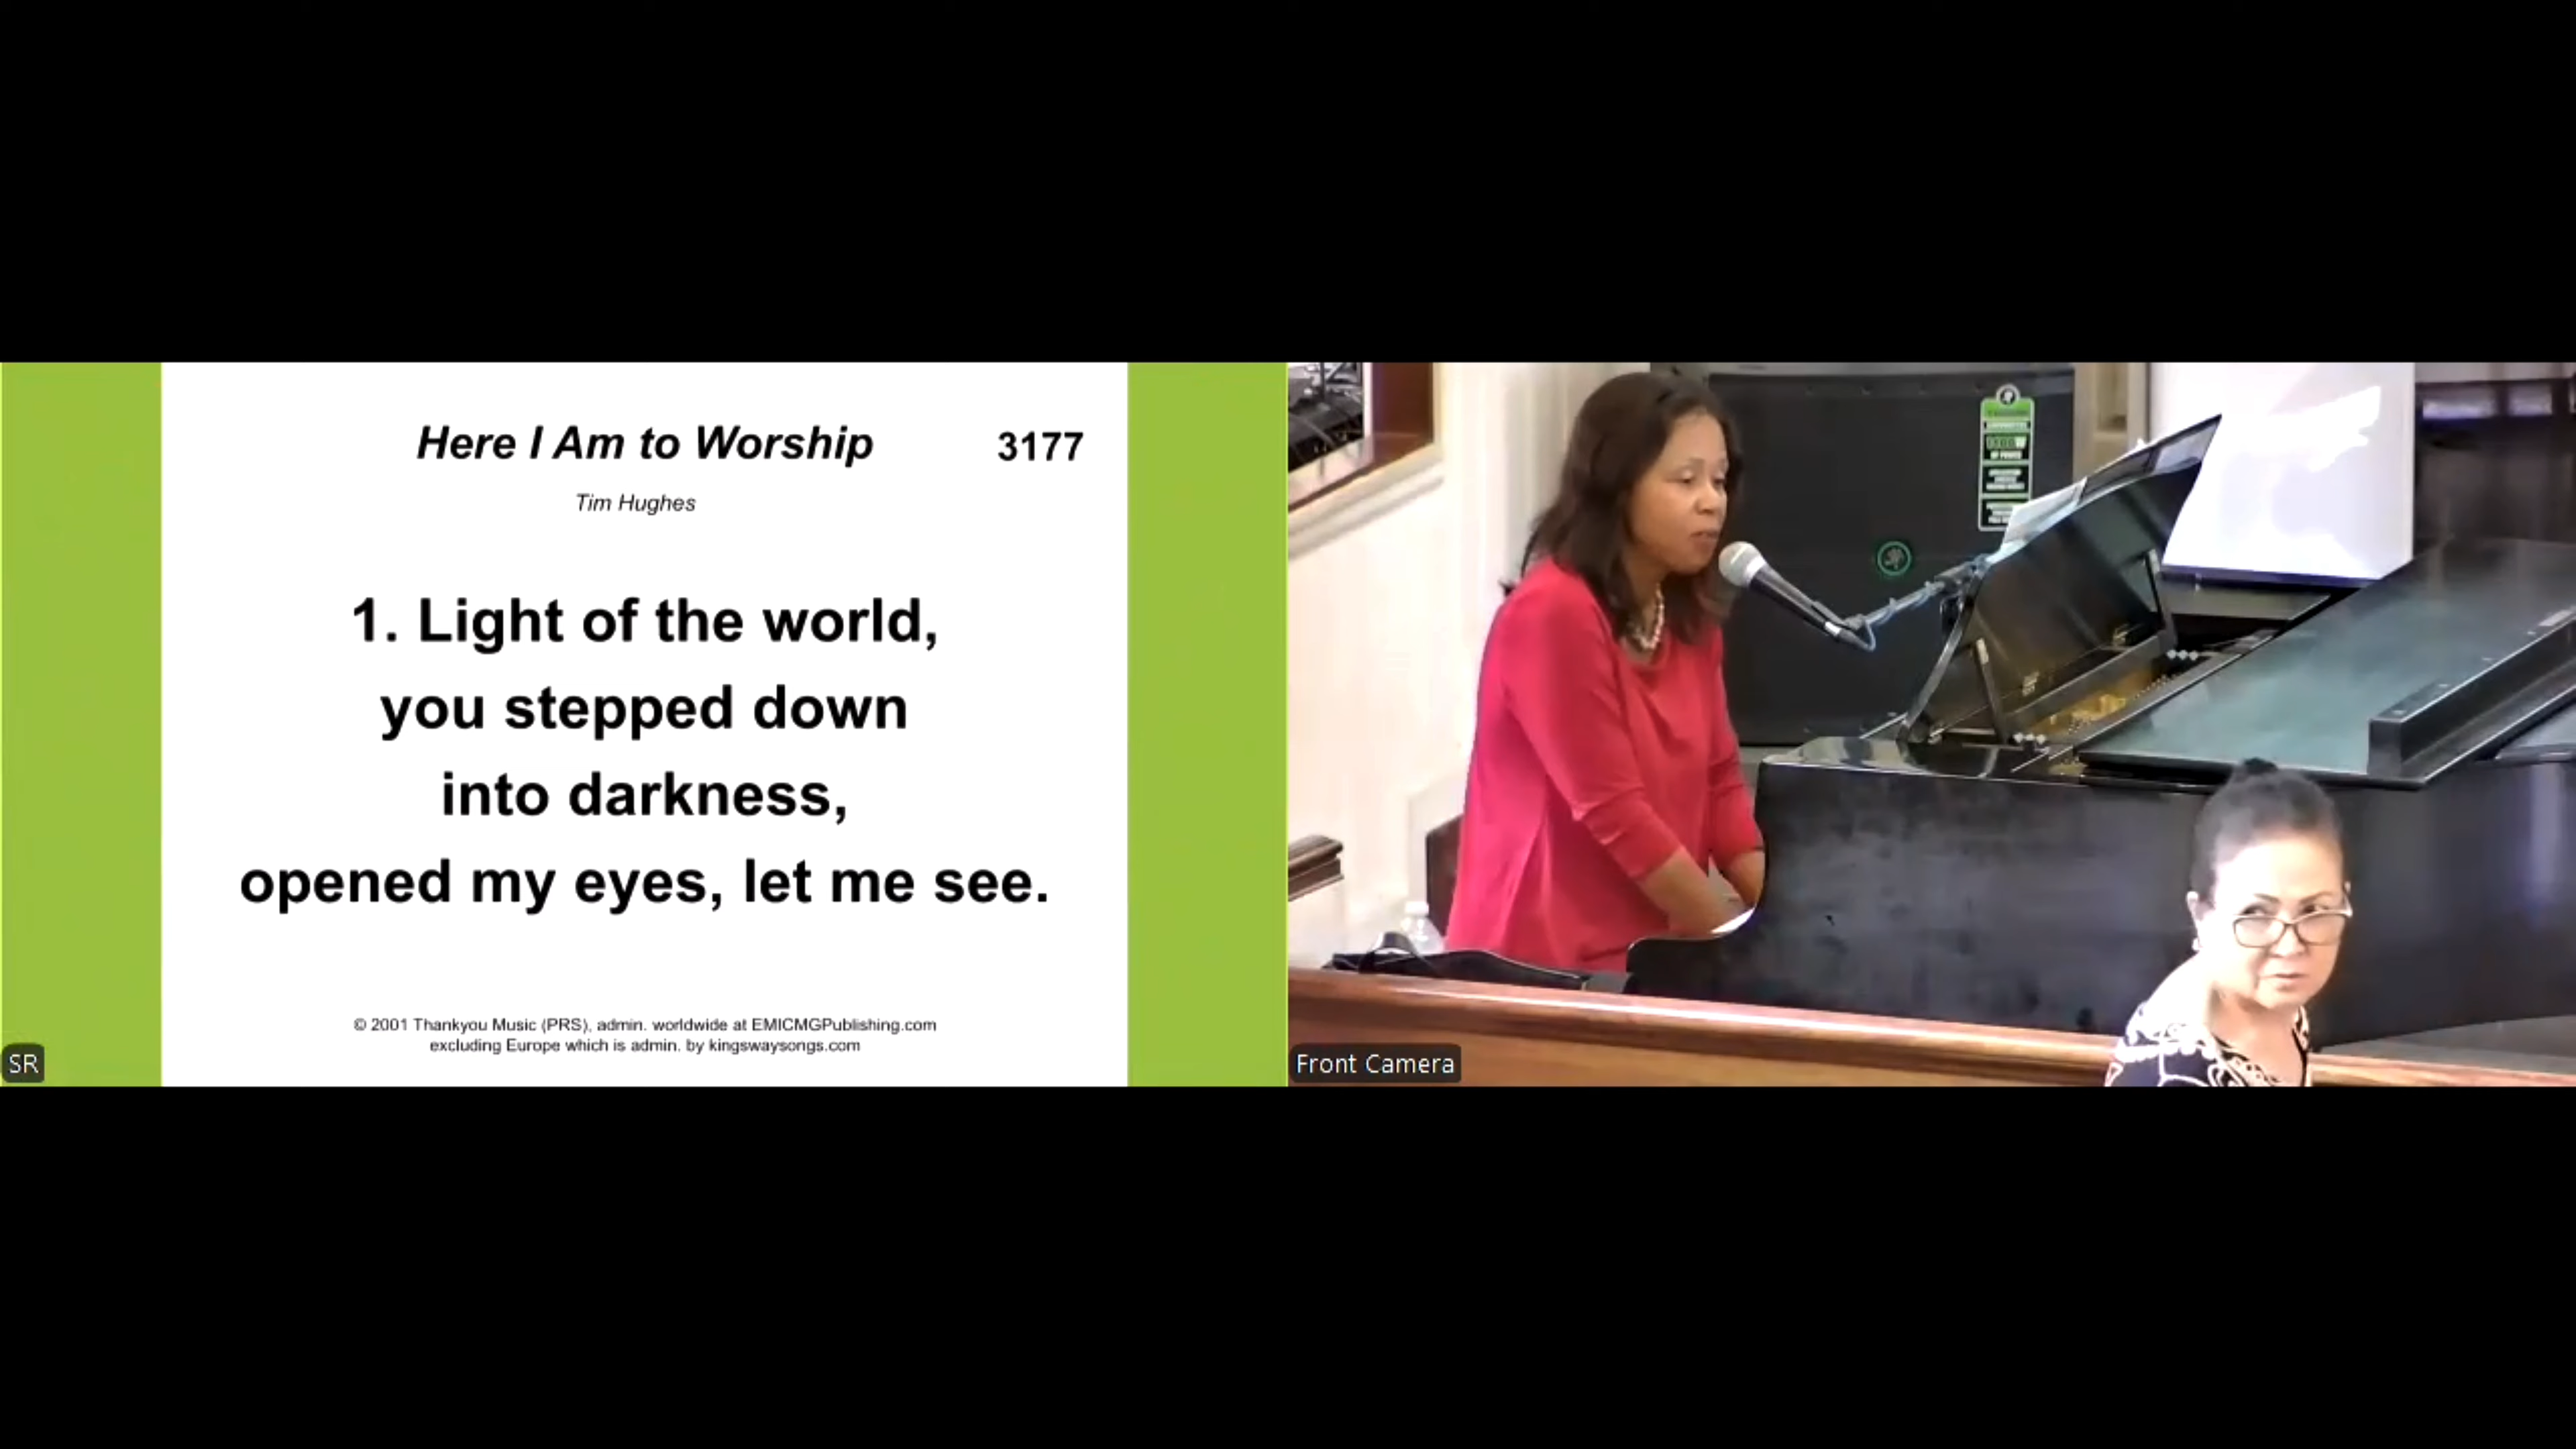 Here I Am to Worship 3177
Tim Hughes
1. Light of the world,
you stepped down
into darkness,
opened my eyes, let me see.
© 2001 Thankyou Music (PRS), admin. worldwide at EMICMGPublishing.com
excluding Europe which is admin. by kingswaysongs.com
SR
Front Camera